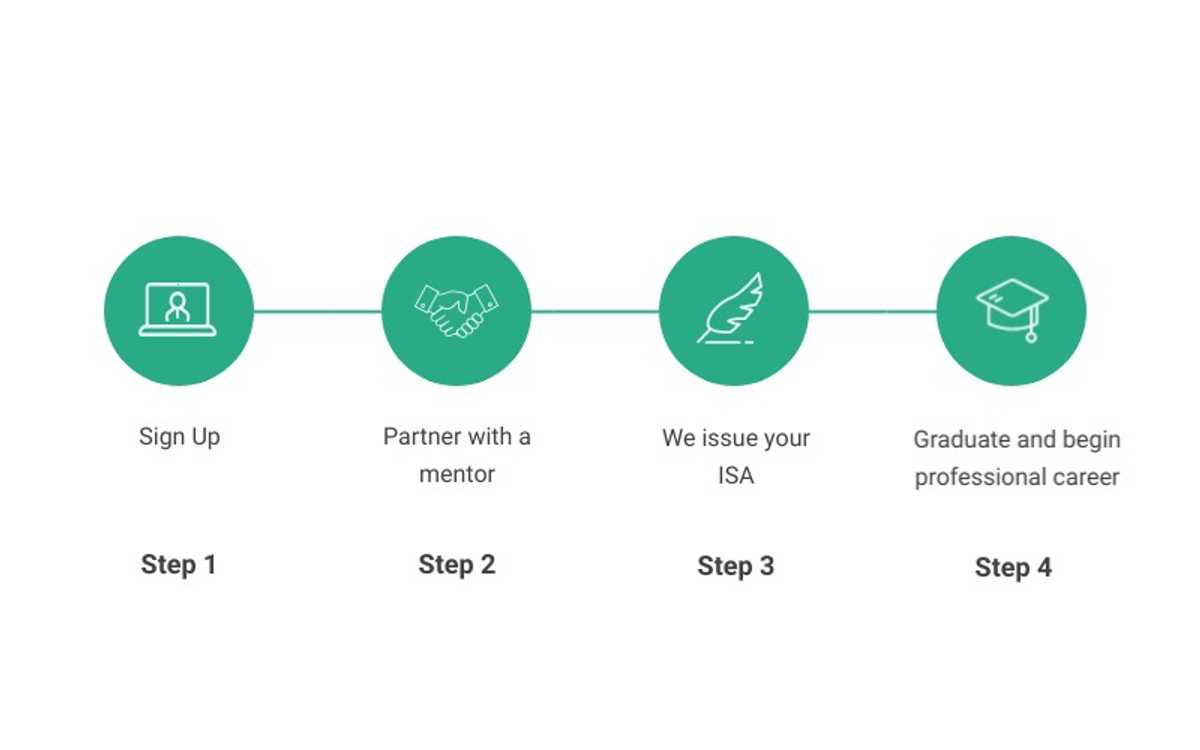 Sign Up
Partner with a
mentor
We issue your
ISA
Graduate and begin
professional career
Step 1
Step 2
Step 3
Step 4